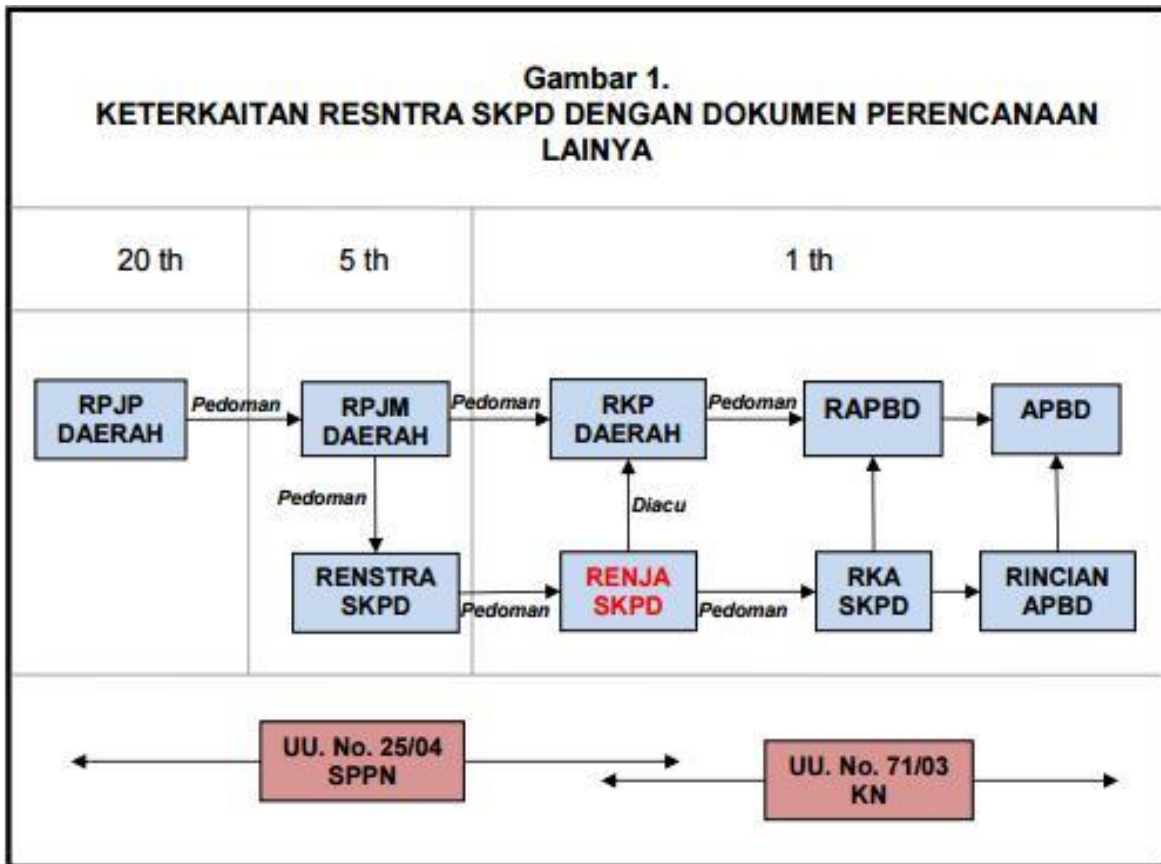 Gambar 1.
KETERKAITAN RESNTRA SKPD DENGAN DOKUMEN PERENCANAAN
LAINYA
20 th
5 th
1 th
RPJP
DAERAH
Pedoman
RPJM
DAERAH
Pedoman
RKP
DAERAH
Pedoman
RAPBD
APBD
Pedoman
Diacu
RENSTRA
SKPD
Pedoman
RENJA
SKPD
Pedoman
RKA
SKPD
RINCIAN
APBD
UU. No. 25/04
SPPN
UU. No. 71/03
KN